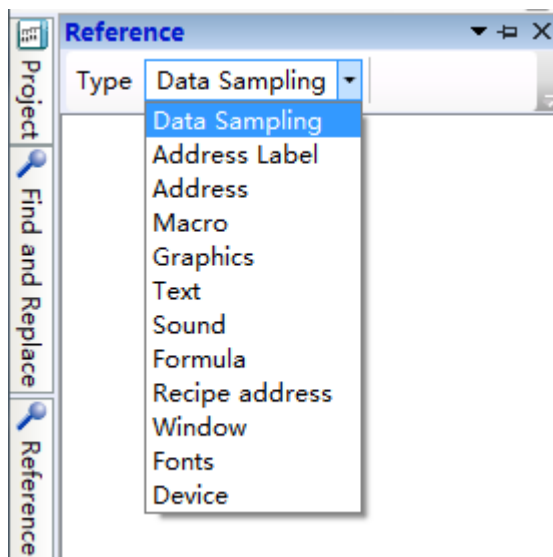 Reference
Type Data Sampling
Data Sampling
Address Label
Address
Macro
Graphics
Text
Sound
Formula
Recipe address
Window
Fonts
Device
Project
Find and Replace
Reference